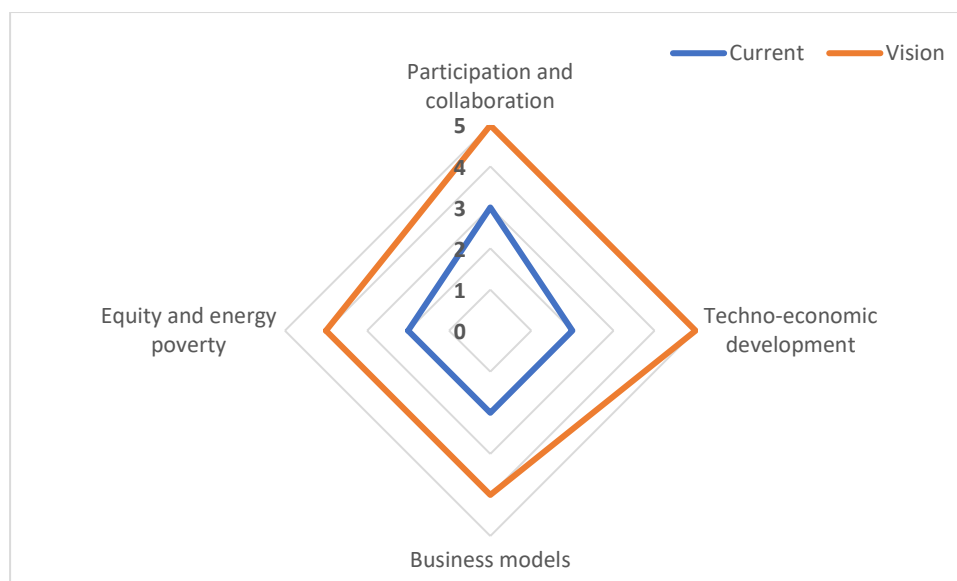 Current Vision
Participation and
collaboration
5
4
3
2
1
0
Equity and energy
poverty
Techno-economic
development
Business models